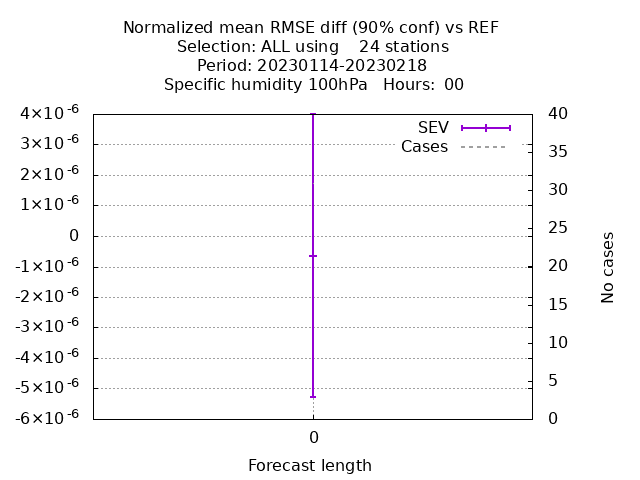 Normalized mean RMSE diff (90% conf) vs REF
Selection: ALL using    24 stations
Period: 20230114-20230218
Specific humidity 100hPa   Hours: 00
4×10⁻⁶
3×10⁻⁶
2×10⁻⁶
1×10⁻⁶
0
-1×10⁻⁶
-2×10⁻⁶
-3×10⁻⁶
-4×10⁻⁶
-5×10⁻⁶
-6×10⁻⁶
SEV
Cases
40
35
30
25
20
15
10
5
0
No cases
0
Forecast length